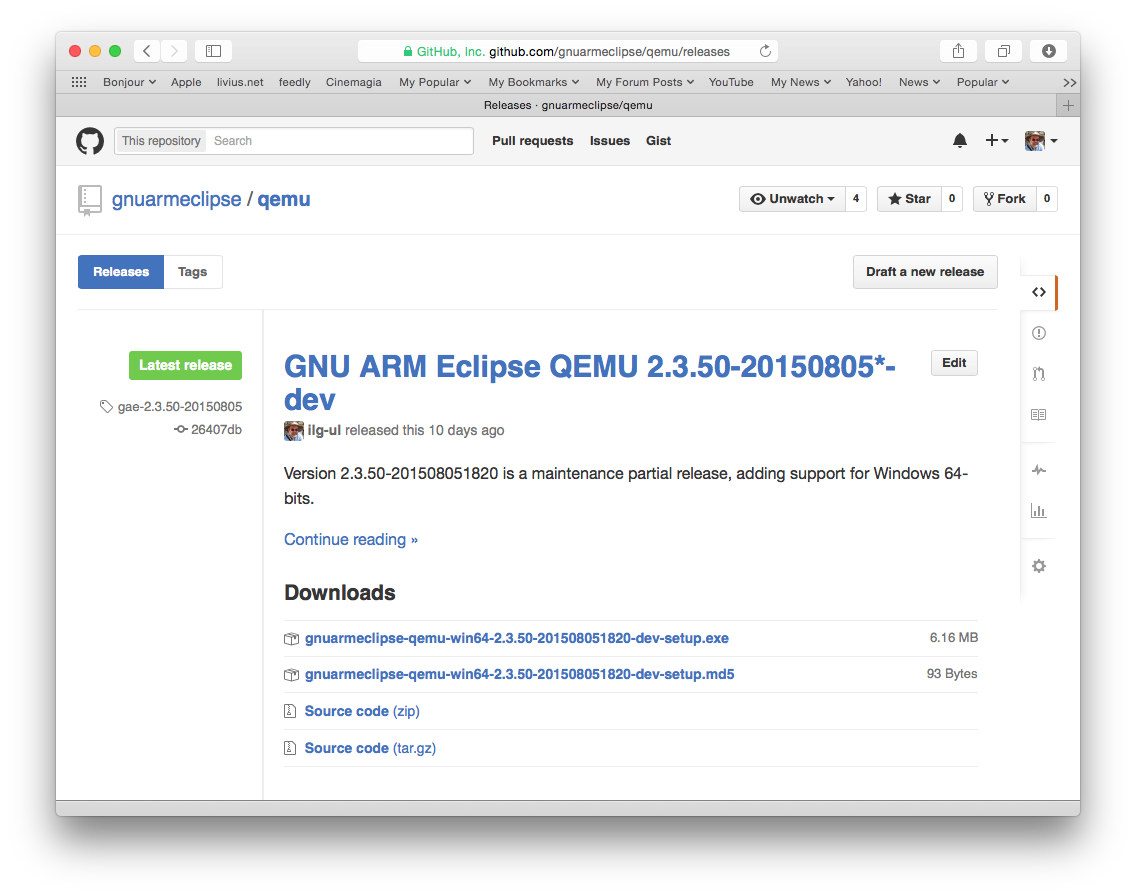 GitHub, Inc. github.com/gnuarmeclipse/qemu/releases
Bonjour Apple livius.net feedly Cinemagia My Popular My Bookmarks My Forum Posts YouTube My News Yahoo! News Popular >>
Releases · gnuarmeclipse/qemu
This repository Search Pull requests Issues Gist
gnuarmeclipse / qemu Unwatch 4 Star 0 Fork 0
Releases Tags Draft a new release
Latest release
gae-2.3.50-20150805
26407db
GNU ARM Eclipse QEMU 2.3.50-20150805*-
dev
Edit
ilg-ul released this 10 days ago
Version 2.3.50-201508051820 is a maintenance partial release, adding support for Windows 64-
bits.
Continue reading »
Downloads
gnuarmeclipse-qemu-win64-2.3.50-201508051820-dev-setup.exe 6.16 MB
gnuarmeclipse-qemu-win64-2.3.50-201508051820-dev-setup.md5 93 Bytes
Source code (zip)
Source code (tar.gz)